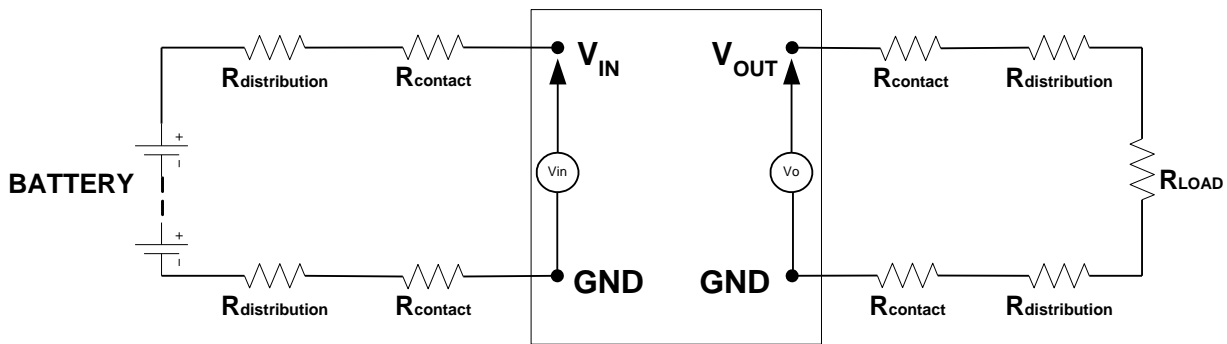 Rdistribution Rcontact VIN VOUT Rcontact Rdistribution
+
Vin Vo
BATTERY RLOAD
+
Rdistribution Rcontact GND GND Rcontact Rdistribution